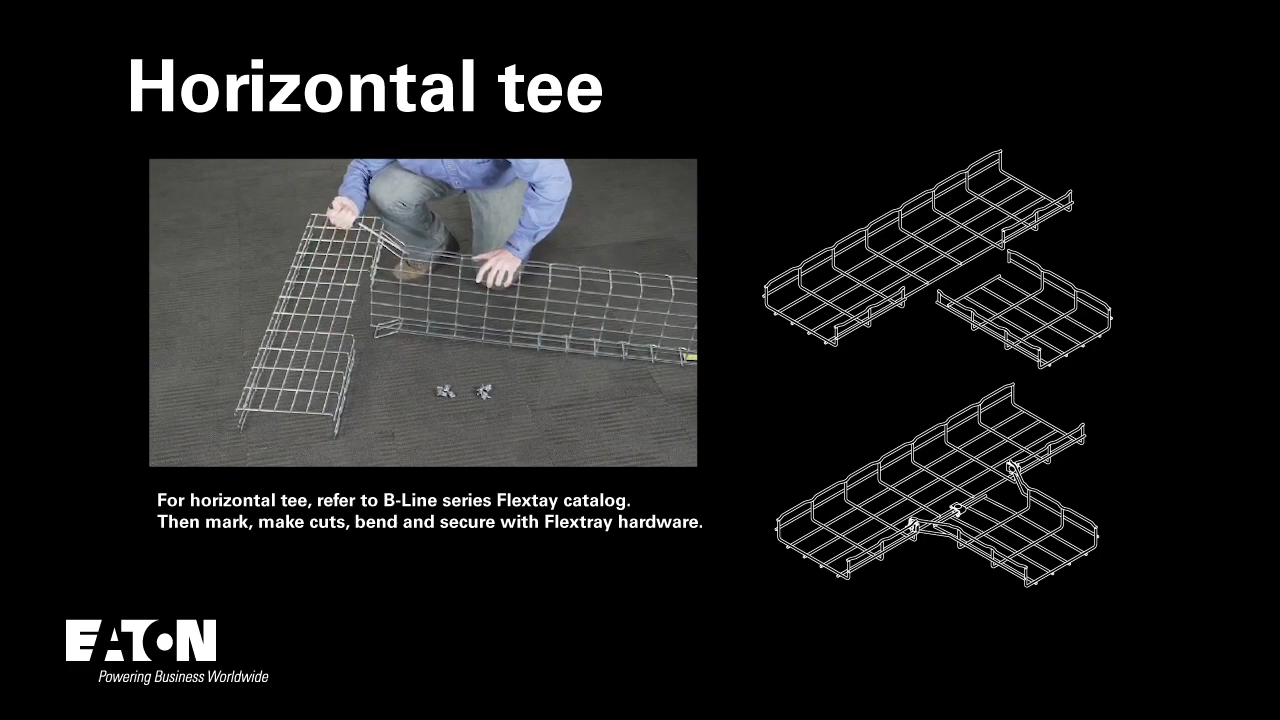 Horizontal tee
For horizontal tee, refer to B-Line series Flextay catalog.
Then mark, make cuts, bend and secure with Flextray hardware.
EATON
Powering Business Worldwide